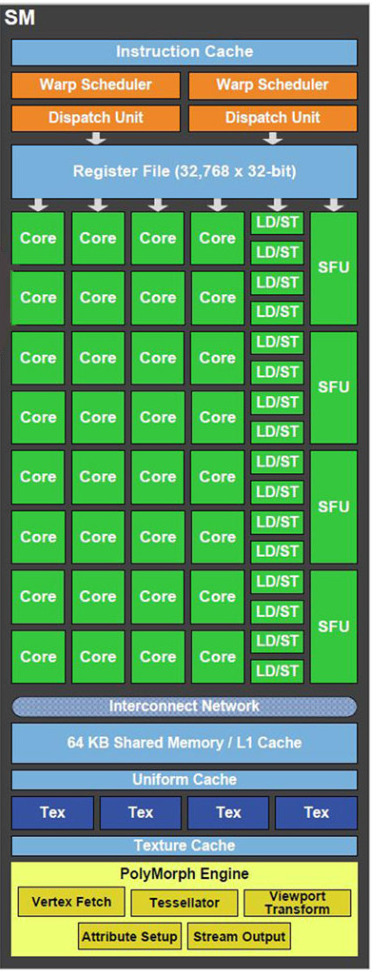 SM
Instruction Cache
Warp Scheduler Warp Scheduler
Dispatch Unit Dispatch Unit
Register File (32,768 x 32-bit)
Core Core Core Core LD/ST LD/ST SFU
Core Core Core Core LD/ST LD/ST
Core Core Core Core LD/ST LD/ST SFU
Core Core Core Core LD/ST LD/ST
Core Core Core Core LD/ST LD/ST SFU
Core Core Core Core LD/ST LD/ST
Core Core Core Core LD/ST LD/ST SFU
Core Core Core Core LD/ST LD/ST
Interconnect Network
64 KB Shared Memory / L1 Cache
Uniform Cache
Tex Tex Tex Tex
Texture Cache
PolyMorph Engine
Vertex Fetch Tessellator Viewport
Transform
Attribute Setup Stream Output